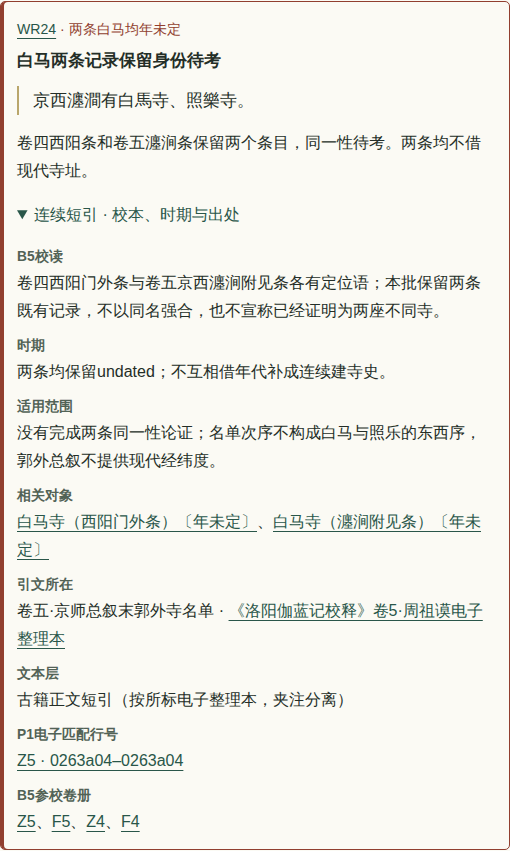 WR24 · 两条白马均年未定
白马两条记录保留身份待考
京西瀍澗有白馬寺、照樂寺。
卷四西阳条和卷五瀍涧条保留两个条目，同一性待考。两条均不借
现代寺址。
▼ 连续短引 · 校本、时期与出处
B5校读
卷四西阳门外条与卷五京西瀍涧附见条各有定位语；本批保留两条
既有记录，不以同名强合，也不宣称已经证明为两座不同寺。
时期
两条均保留undated；不互相借年代补成连续建寺史。
适用范围
没有完成两条同一性论证；名单次序不构成白马与照乐的东西序，
郭外总叙不提供现代经纬度。
相关对象
白马寺（西阳门外条）〔年未定〕、白马寺（瀍涧附见条）〔年未
定〕
引文所在
卷五·京师总叙末郭外寺名单 · 《洛阳伽蓝记校释》卷5·周祖谟电子
整理本
文本层
古籍正文短引（按所标电子整理本，夹注分离）
P1电子匹配行号
Z5 · 0263a04–0263a04
B5参校卷册
Z5、F5、Z4、F4